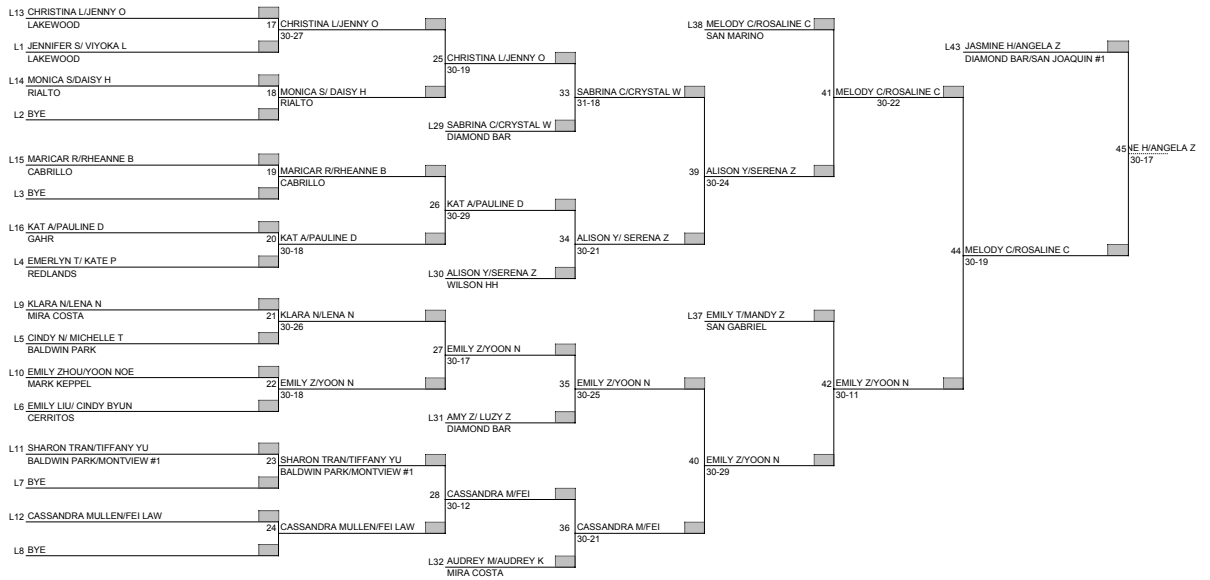 L13 CHRISTINA L/JENNY O
LAKEWOOD
L1 JENNIFER S/ VIYOKA L
LAKEWOOD
L14 MONICA S/DAISY H
RIALTO
L2 BYE
L15 MARICAR R/RHEANNE B
CABRILLO
L3 BYE
L16 KAT A/PAULINE D
GAHR
L4 EMERLYN T/ KATE P
REDLANDS
L9 KLARA N/LENA N
MIRA COSTA
L5 CINDY N/ MICHELLE T
BALDWIN PARK
L10 EMILY ZHOU/YOON NOE
MARK KEPPEL
L6 EMILY LIU/ CINDY BYUN
CERRITOS
L11 SHARON TRAN/TIFFANY YU
BALDWIN PARK/MONTVIEW #1
L7 BYE
L12 CASSANDRA MULLEN/FEI LAW
L8 BYE
17 CHRISTINA L/JENNY O
30-27
18 MONICA S/ DAISY H
RIALTO
19 MARICAR R/RHEANNE B
CABRILLO
20 KAT A/PAULINE D
30-18
21 KLARA N/LENA N
30-26
22 EMILY Z/YOON N
30-18
23 SHARON TRAN/TIFFANY YU
BALDWIN PARK/MONTVIEW #1
24 CASSANDRA MULLEN/FEI LAW
25 CHRISTINA L/JENNY O
30-19
L29 SABRINA C/CRYSTAL W
DIAMOND BAR
26 KAT A/PAULINE D
30-29
L30 ALISON Y/SERENA Z
WILSON HH
27 EMILY Z/YOON N
30-17
L31 AMY Z/ LUZY Z
DIAMOND BAR
28 CASSANDRA M/FEI
30-12
L32 AUDREY M/AUDREY K
MIRA COSTA
33 SABRINA C/CRYSTAL W
31-18
34 ALISON Y/ SERENA Z
30-21
35 EMILY Z/YOON N
30-25
36 CASSANDRA M/FEI
30-21
L38 MELODY C/ROSALINE C
SAN MARINO
39 ALISON Y/SERENA Z
30-24
L37 EMILY T/MANDY Z
SAN GABRIEL
40 EMILY Z/YOON N
30-29
41 MELODY C/ROSALINE C
30-22
42 EMILY Z/YOON N
30-11
L43 JASMINE H/ANGELA Z
DIAMOND BAR/SAN JOAQUIN #1
44 MELODY C/ROSALINE C
30-19
45 NE H/ANGELA Z
30-17